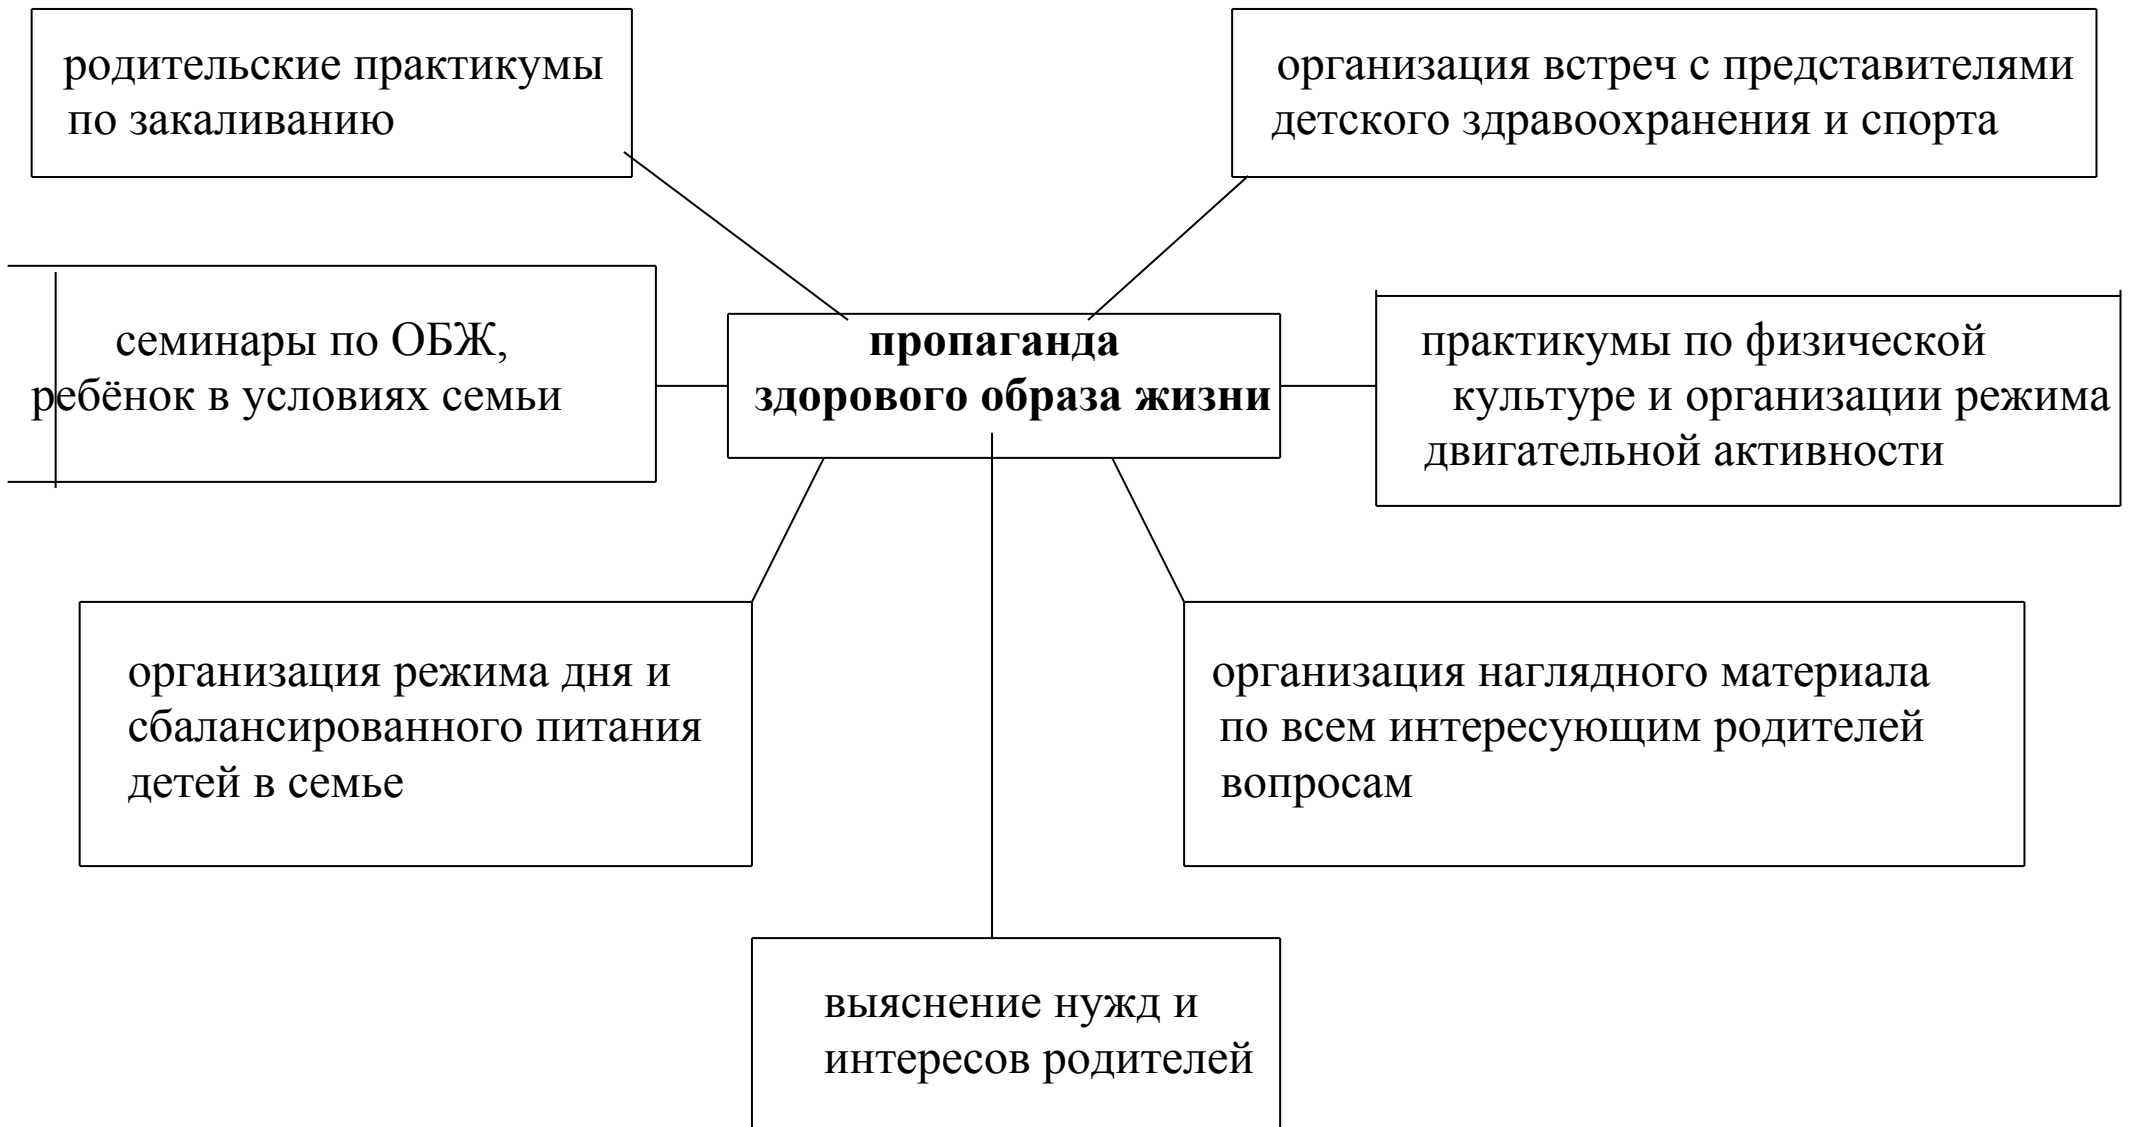 родительские практикумы
по закаливанию
организация встреч с представителями
детского здравоохранения и спорта
семинары по ОБЖ,
ребёнок в условиях семьи
пропаганда
здорового образа жизни
практикумы по физической
культуре и организации режима
двигательной активности
организация режима дня и
сбалансированного питания
детей в семье
организация наглядного материала
по всем интересующим родителей
вопросам
выяснение нужд и
интересов родителей